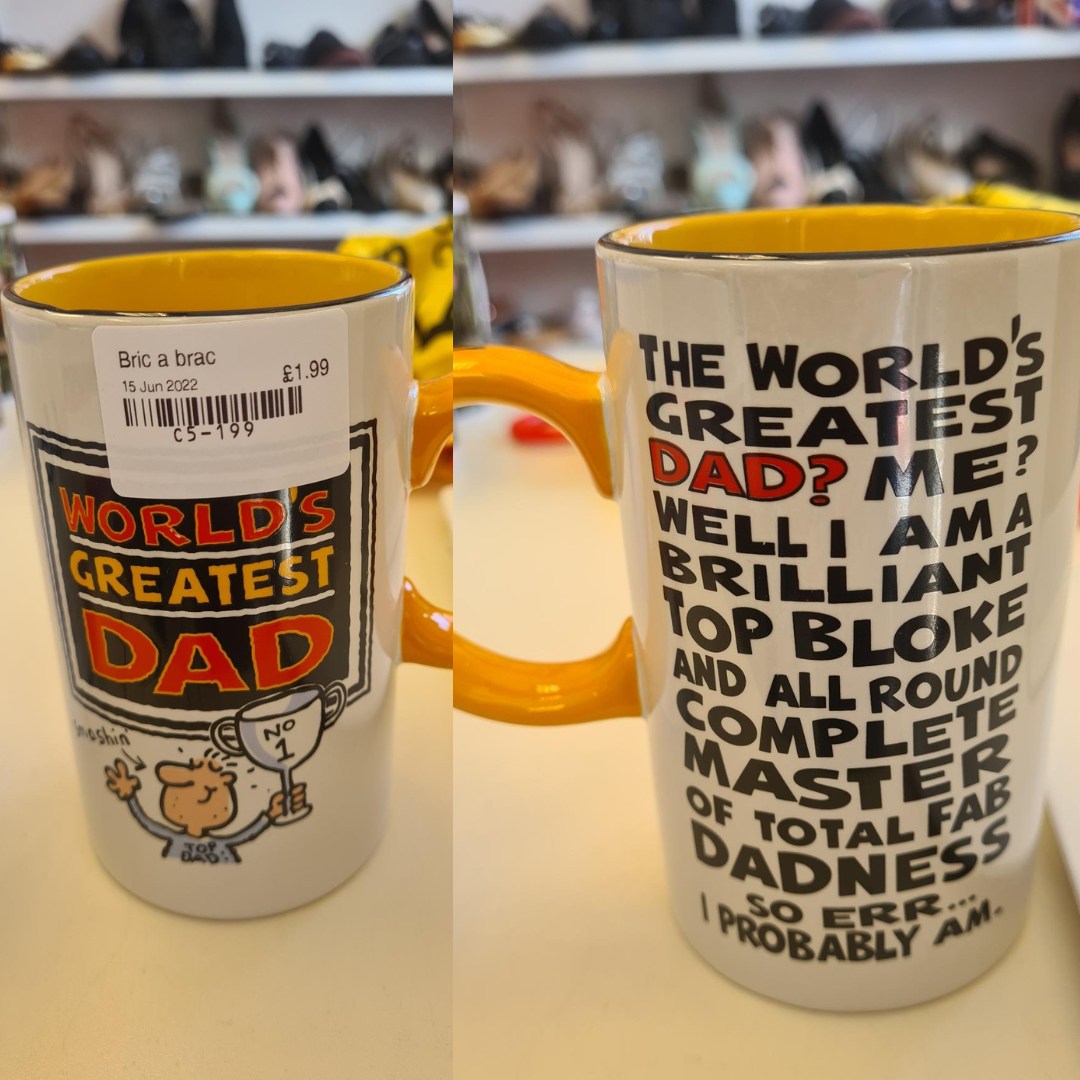 Bric a brac
£1.99
15 Jun 2022
C5-199
WORLD'S
GREATEST
DAD
NO
1
smashin'
TOP
DAD
THE WORLD'S
GREATEST
DAD? ME?
WELL I AM A
BRILLIANT
TOP BLOKE
AND ALL ROUND
COMPLETE
MASTER
OF TOTAL FAB
DADNESS
SO ERR...
I PROBABLY AM.